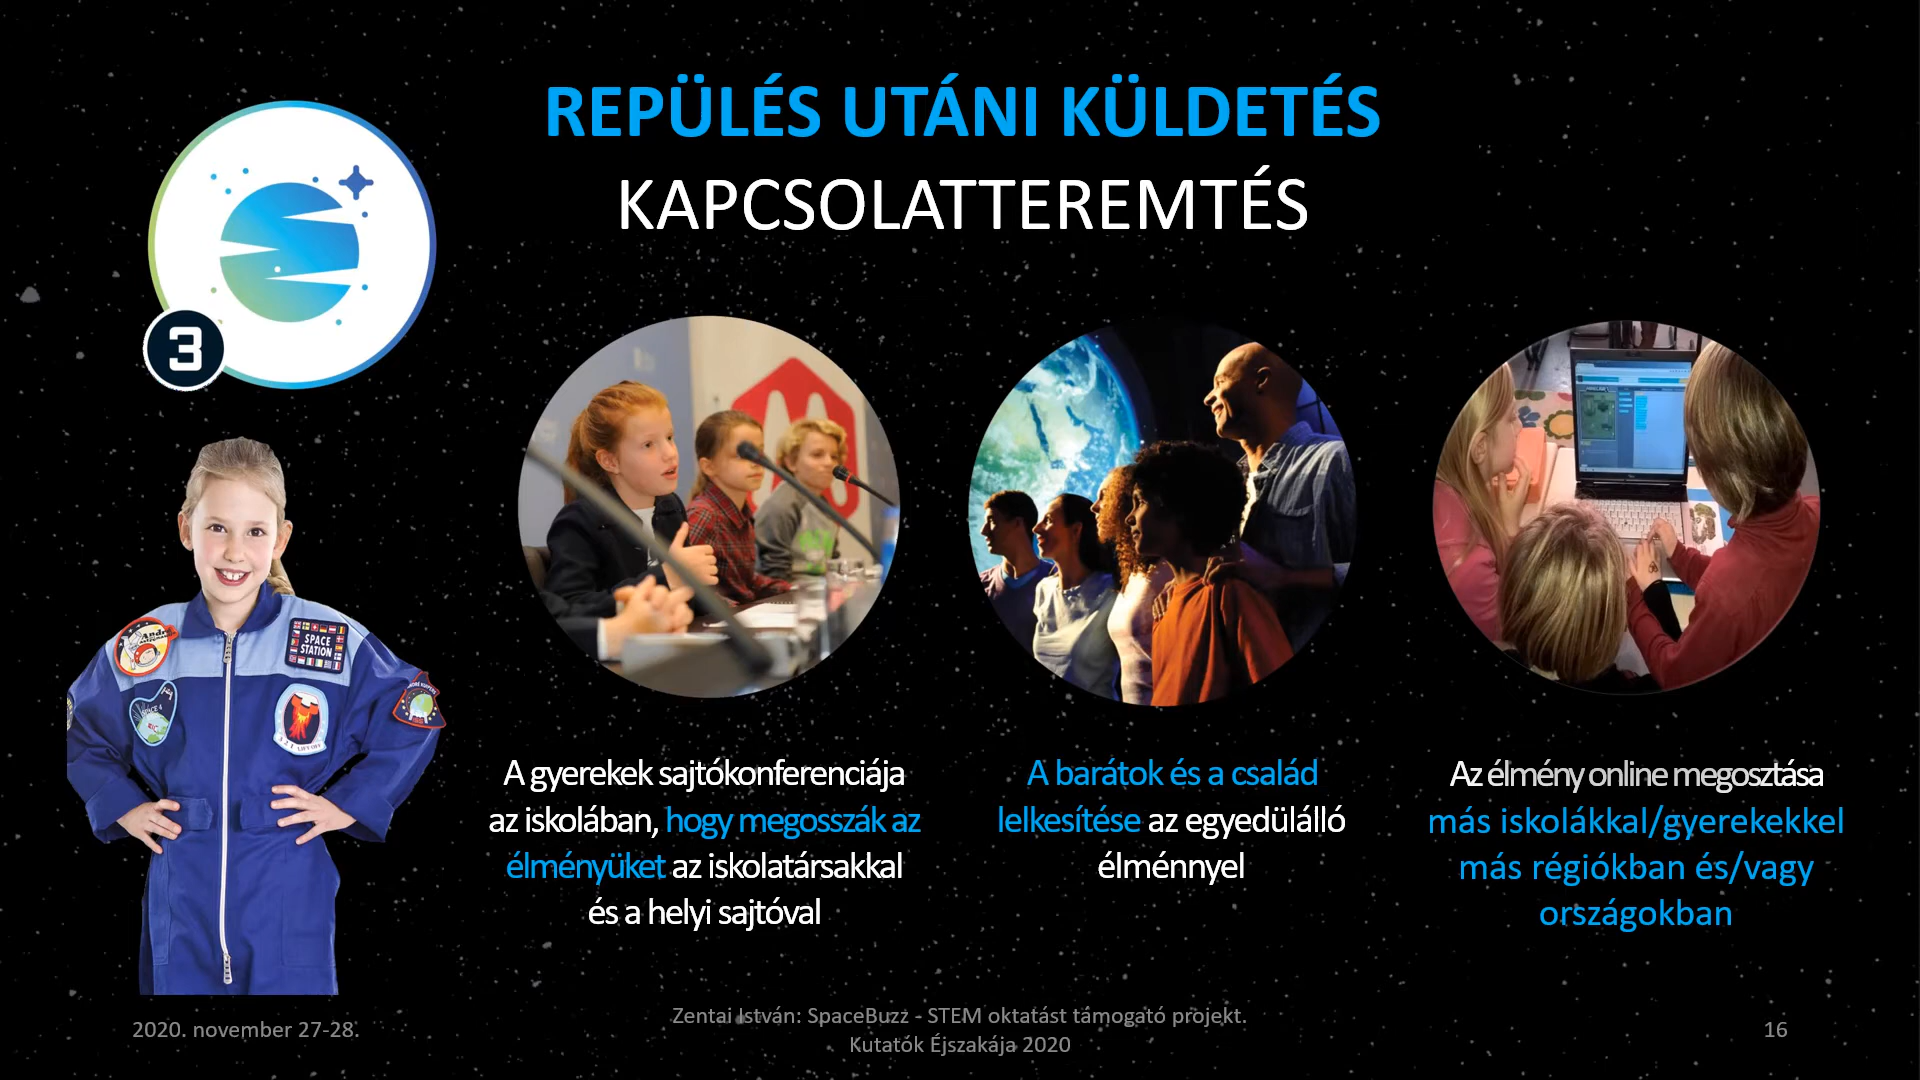 REPÜLÉS UTÁNI KÜLDETÉS
KAPCSOLATTEREMTÉS
3
SPACE
STATION
A gyerekek sajtókonferenciája
az iskolában, hogy megosszák az
élményüket az iskolatársakkal
és a helyi sajtóval
A barátok és a család
lelkesítése az egyedülálló
élménnyel
Az élmény online megosztása
más iskolákkal/gyerekekkel
más régiókban és/vagy
országokban
2020. november 27-28.
Zentai István: SpaceBuzz - STEM oktatást támogató projekt.
Kutatók Éjszakája 2020
16